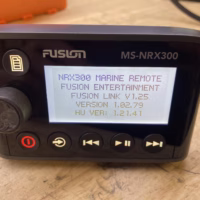 FUSION MS-NRX300
NRX300 MARINE REMOTE
FUSION ENTERTAINMENT
FUSION LINK V1.25
VERSION 1.02.79
HW VER: 1.21.41